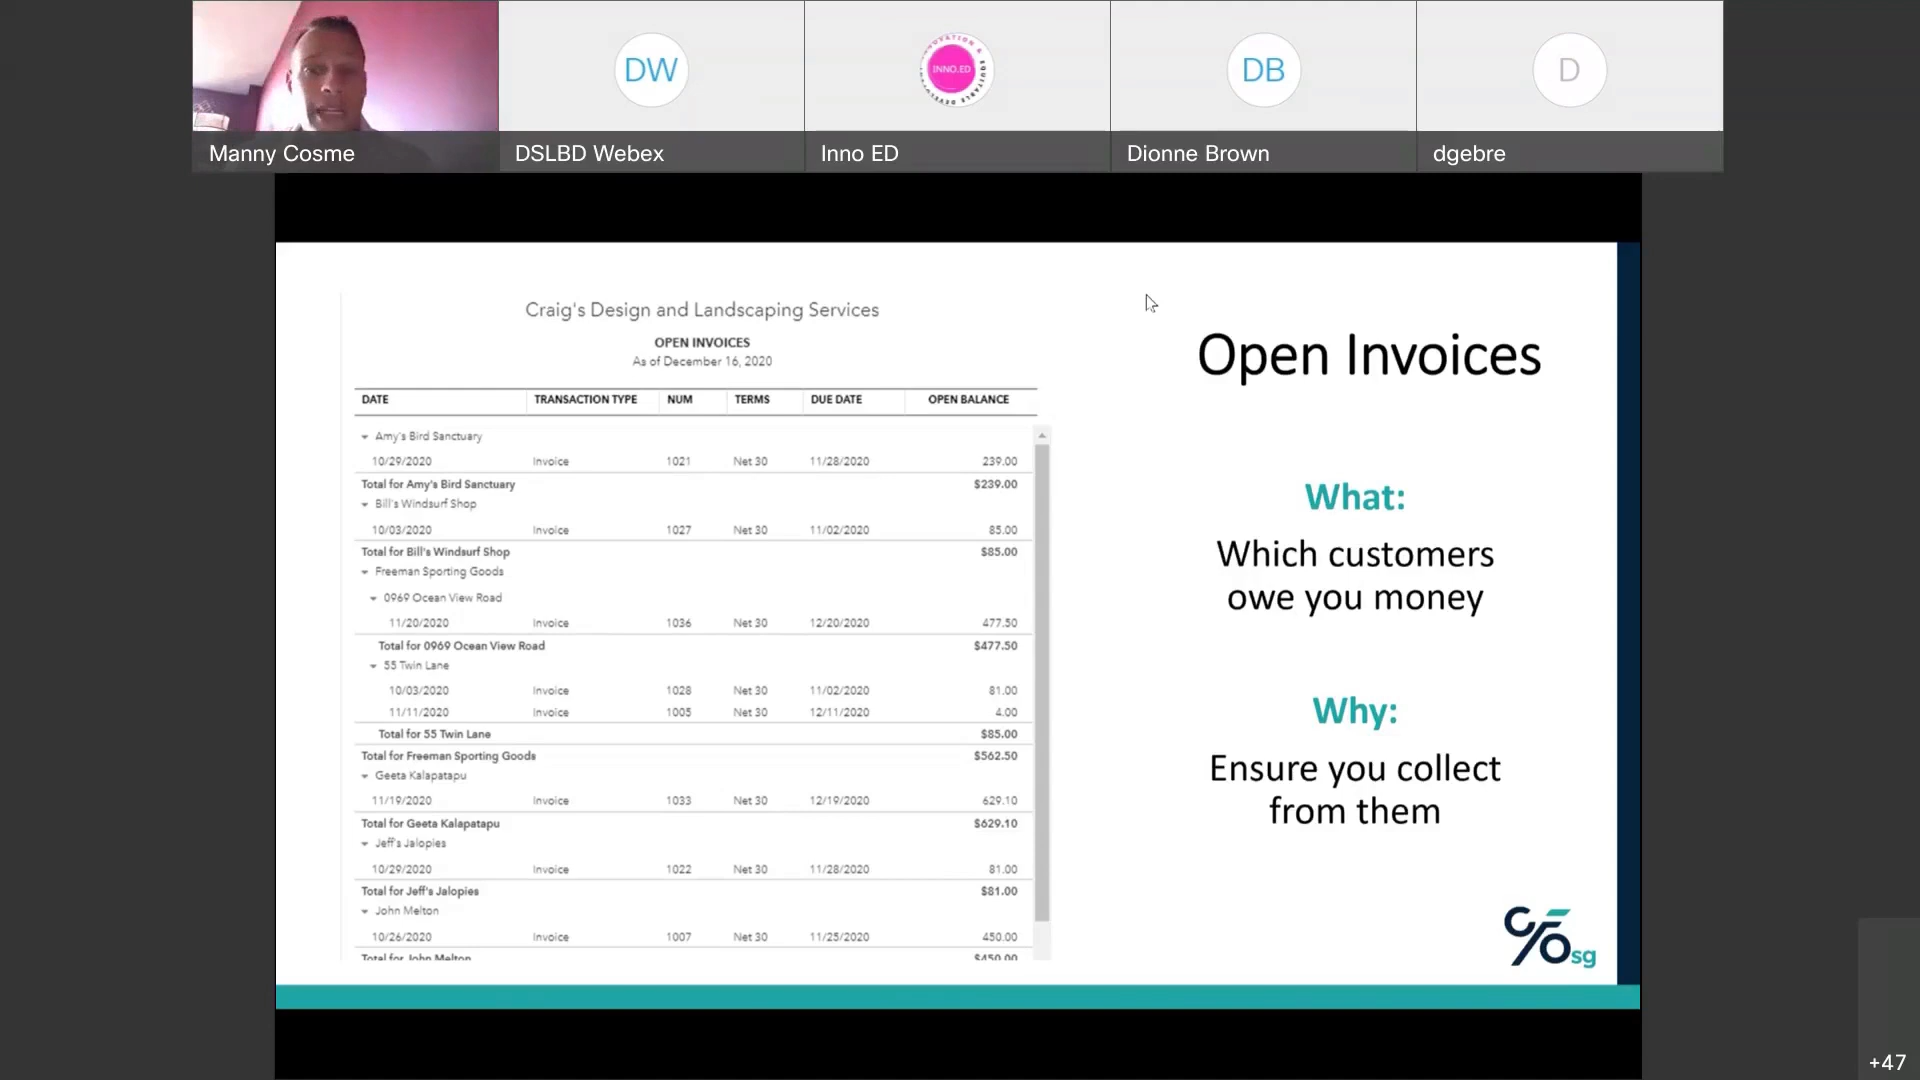 DW
INNO.ED
DB
D
Manny Cosme
DSLBD Webex
Inno ED
Dionne Brown
dgebre
Craig's Design and Landscaping Services
OPEN INVOICES
As of December 16, 2020
DATE TRANSACTION TYPE NUM TERMS DUE DATE OPEN BALANCE
Amy's Bird Sanctuary
10/29/2020 Invoice 1021 Net 30 11/28/2020 239.00
Total for Amy's Bird Sanctuary $239.00
Bill's Windsurf Shop
10/03/2020 Invoice 1027 Net 30 11/02/2020 85.00
Total for Bill's Windsurf Shop $85.00
Freeman Sporting Goods
0969 Ocean View Road
11/20/2020 Invoice 1036 Net 30 12/20/2020 477.50
Total for 0969 Ocean View Road $477.50
55 Twin Lane
10/03/2020 Invoice 1028 Net 30 11/02/2020 81.00
11/11/2020 Invoice 1005 Net 30 12/11/2020 4.00
Total for 55 Twin Lane $85.00
Total for Freeman Sporting Goods $562.50
Geeta Kalapatapu
11/19/2020 Invoice 1033 Net 30 12/19/2020 629.10
Total for Geeta Kalapatapu $629.10
Jeff's Jalopies
10/29/2020 Invoice 1022 Net 30 11/28/2020 81.00
Total for Jeff's Jalopies $81.00
John Melton
10/26/2020 Invoice 1007 Net 30 11/25/2020 450.00
Total for John Melton $450.00
Open Invoices
What:
Which customers
owe you money
Why:
Ensure you collect
from them
CFO sg
+47